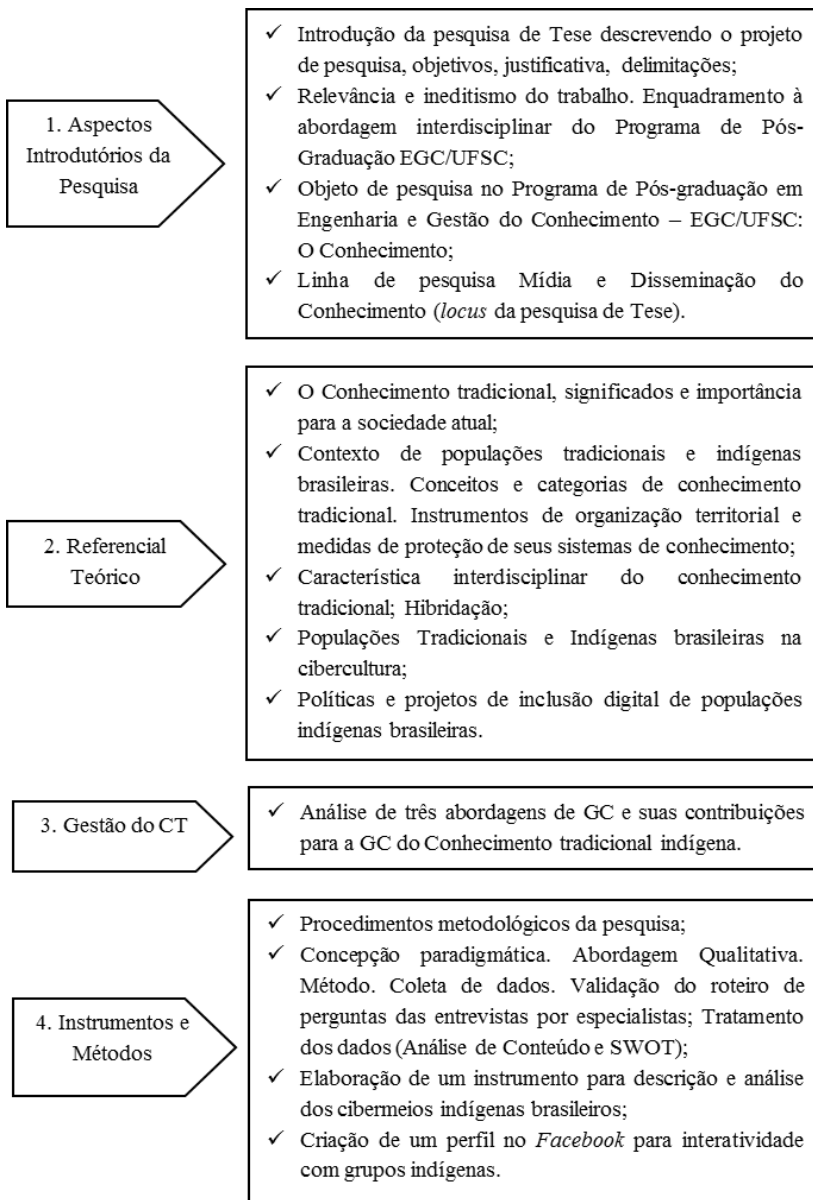 1. Aspectos
Introdutórios da
Pesquisa
✓ Introdução da pesquisa de Tese descrevendo o projeto
de pesquisa, objetivos, justificativa, delimitações;
✓ Relevância e ineditismo do trabalho. Enquadramento à
abordagem interdisciplinar do Programa de Pós-
Graduação EGC/UFSC;
✓ Objeto de pesquisa no Programa de Pós-graduação em
Engenharia e Gestão do Conhecimento – EGC/UFSC:
O Conhecimento;
✓ Linha de pesquisa Mídia e Disseminação do
Conhecimento (locus da pesquisa de Tese).
2. Referencial
Teórico
✓ O Conhecimento tradicional, significados e importância
para a sociedade atual;
✓ Contexto de populações tradicionais e indígenas
brasileiras. Conceitos e categorias de conhecimento
tradicional. Instrumentos de organização territorial e
medidas de proteção de seus sistemas de conhecimento;
✓ Característica interdisciplinar do conhecimento
tradicional; Hibridação;
✓ Populações Tradicionais e Indígenas brasileiras na
cibercultura;
✓ Políticas e projetos de inclusão digital de populações
indígenas brasileiras.
3. Gestão do CT
✓ Análise de três abordagens de GC e suas contribuições
para a GC do Conhecimento tradicional indígena.
4. Instrumentos e
Métodos
✓ Procedimentos metodológicos da pesquisa;
✓ Concepção paradigmática. Abordagem Qualitativa.
Método. Coleta de dados. Validação do roteiro de
perguntas das entrevistas por especialistas; Tratamento
dos dados (Análise de Conteúdo e SWOT);
✓ Elaboração de um instrumento para descrição e análise
dos cibermeios indígenas brasileiros;
✓ Criação de um perfil no Facebook para interatividade
com grupos indígenas.